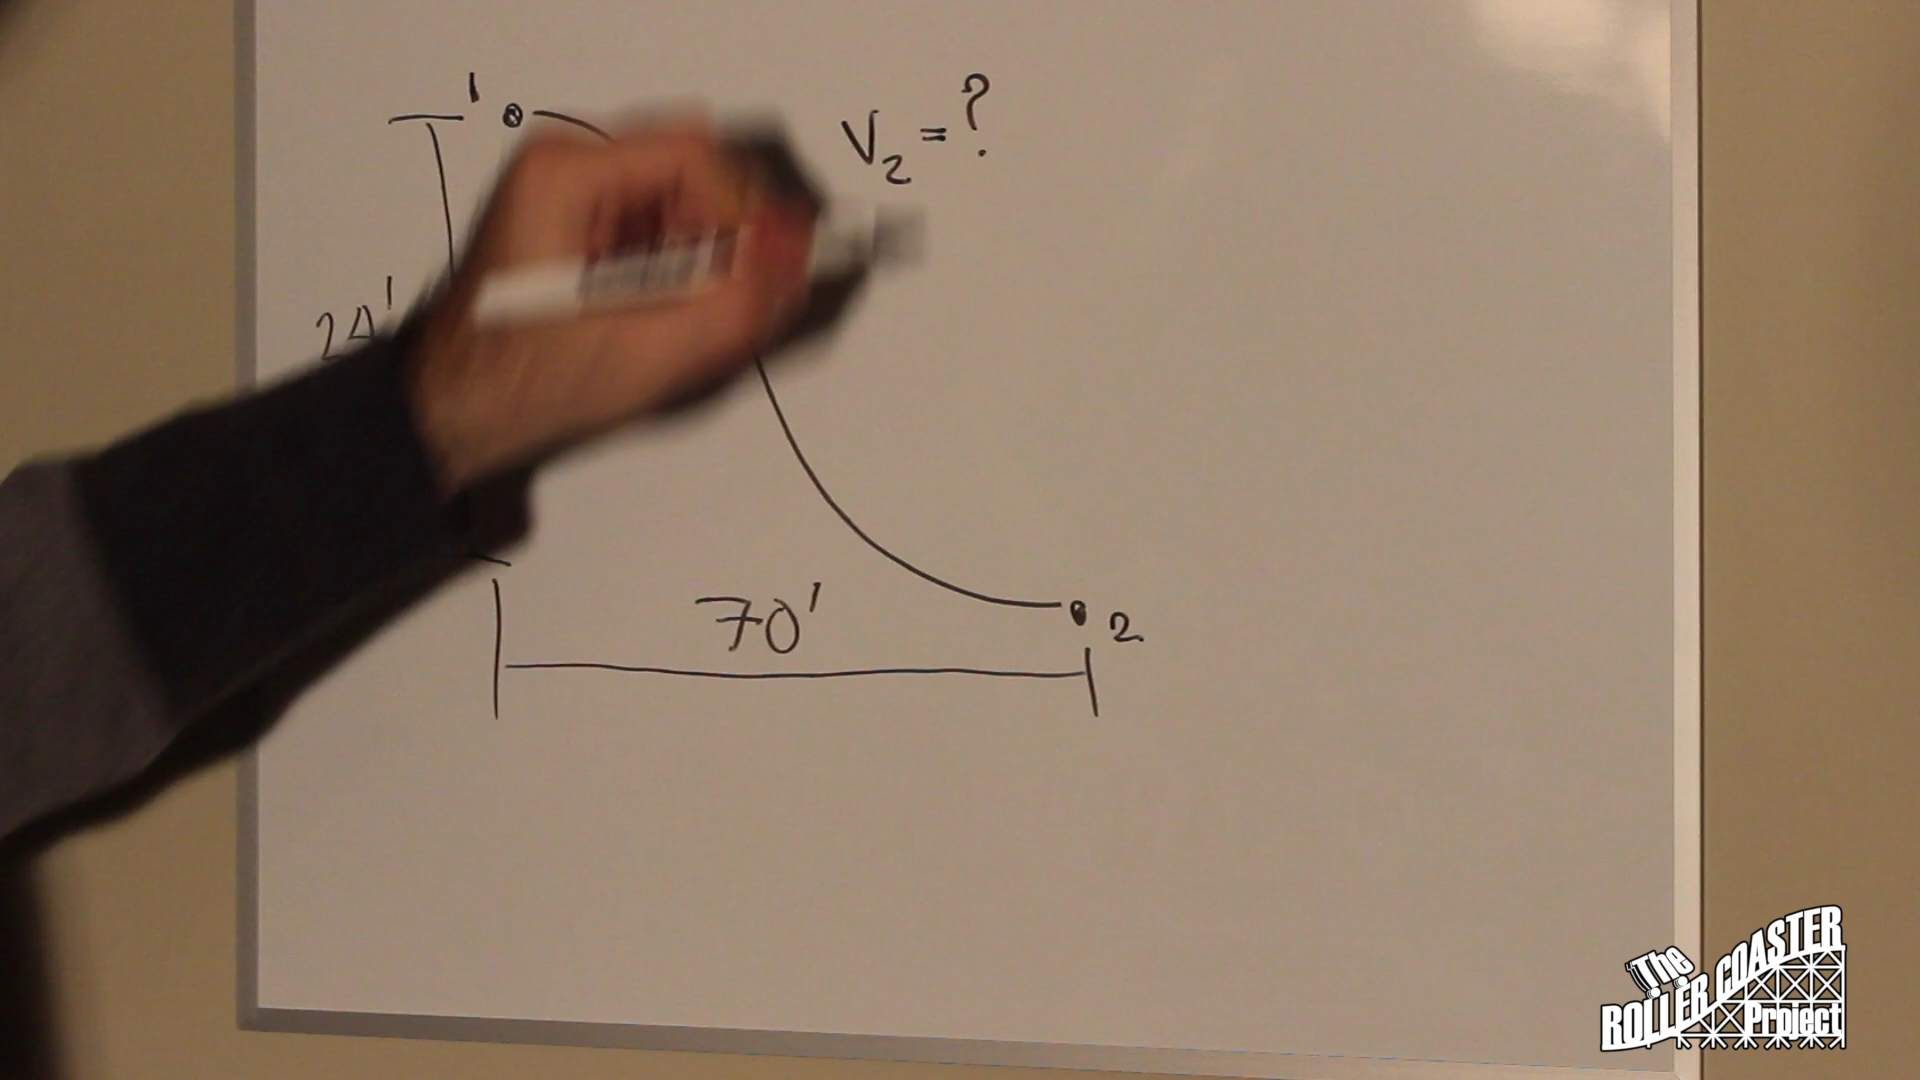 1
V2 = ?
24'
70'
2
The
ROLLER COASTER
Project